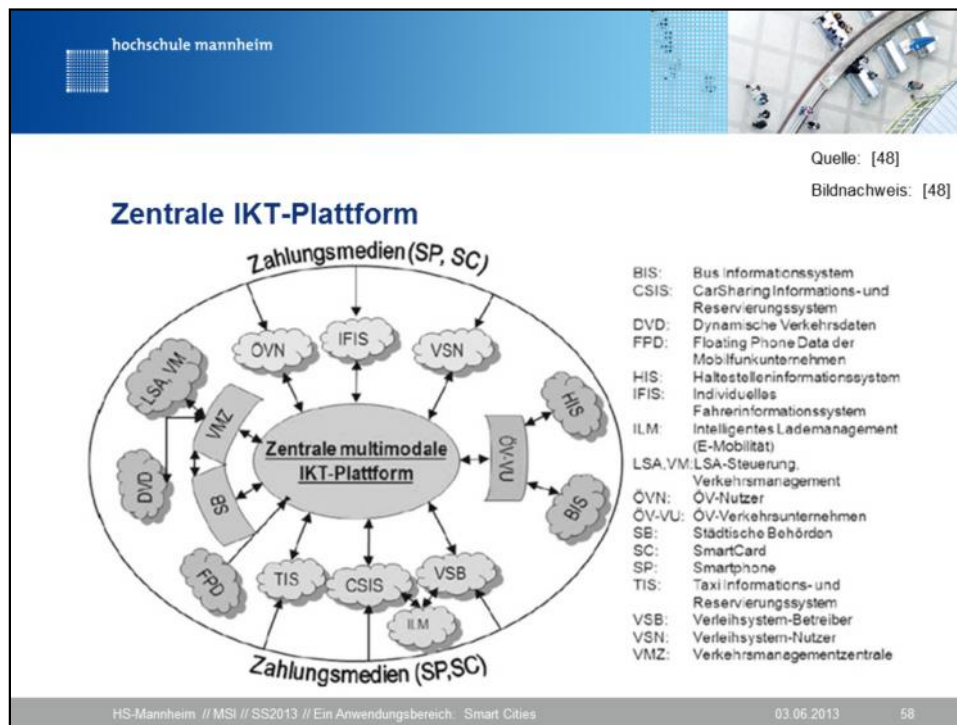 hochschule mannheim
Quelle: [48]
Bildnachweis: [48]
Zentrale IKT-Plattform
Zahlungsmedien (SP, SC)
ÖVN
IFIS
VSN
LSA, VM
VMZ
HIS
Zentrale multimodale
IKT-Plattform
ÖV-VU
DVD
SB
BIS
FPD
TIS
CSIS
VSB
ILM
Zahlungsmedien (SP,SC)
BIS: Bus Informationssystem
CSIS: CarSharing Informations- und
Reservierungssystem
DVD: Dynamische Verkehrsdaten
FPD: Floating Phone Data der
Mobilfunkunternehmen
HIS: Haltestelleninformationssystem
IFIS: Individuelles
Fahrerinformationssystem
ILM: Intelligentes Lademanagement
(E-Mobilität)
LSA,VM: LSA-Steuerung,
Verkehrsmanagement
ÖVN: ÖV-Nutzer
ÖV-VU: ÖV-Verkehrsunternehmen
SB: Städtische Behörden
SC: SmartCard
SP: Smartphone
TIS: Taxi Informations- und
Reservierungssystem
VSB: Verleihsystem-Betreiber
VSN: Verleihsystem-Nutzer
VMZ: Verkehrsmanagementzentrale
HS-Mannheim // MSI // SS2013 // Ein Anwendungsbereich: Smart Cities 03.06.2013 58